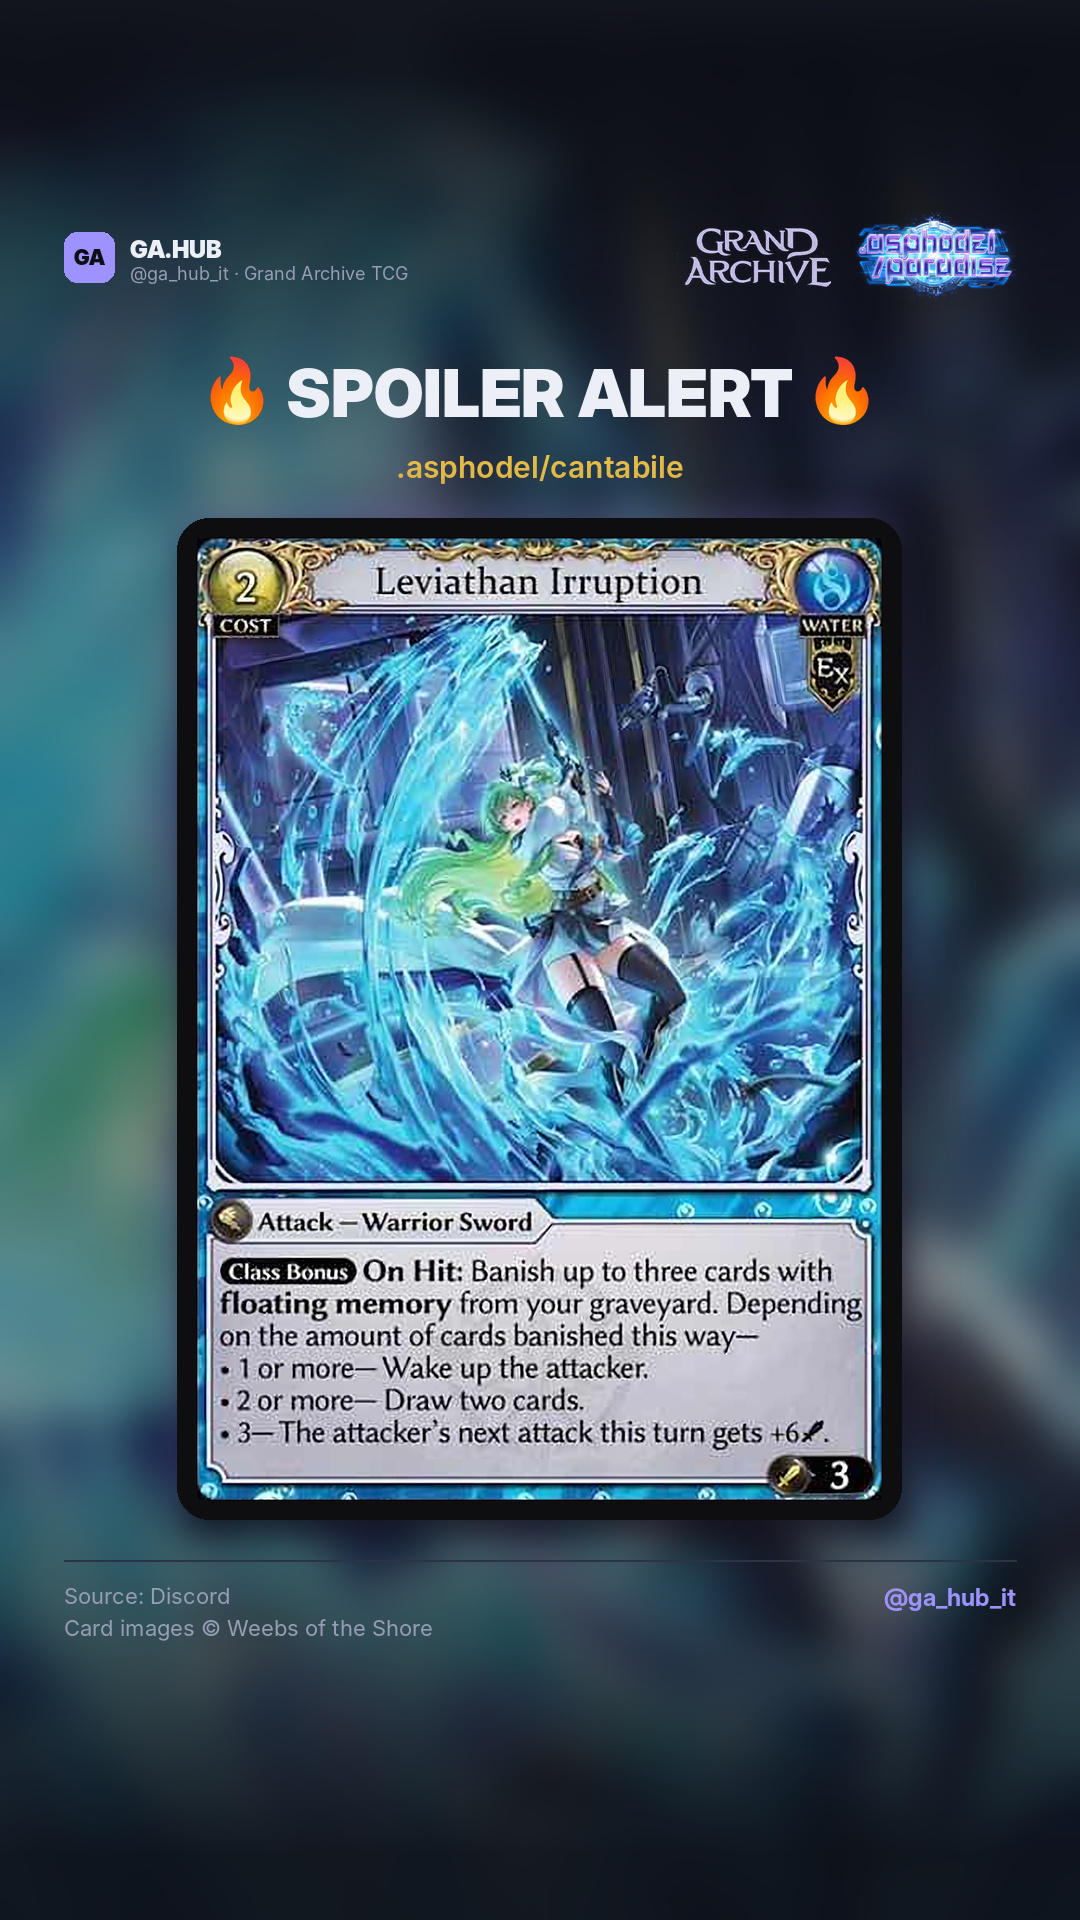 GA
GA.HUB
@ga_hub_it · Grand Archive TCG
GRAND
ARCHIVE
.asphodel
/paradise
🔥 SPOILER ALERT 🔥
.asphodel/cantabile
2
COST
Leviathan Irruption
WATER
EX
Attack — Warrior Sword
Class Bonus On Hit: Banish up to three cards with
floating memory from your graveyard. Depending
on the amount of cards banished this way—
• 1 or more— Wake up the attacker.
• 2 or more— Draw two cards.
• 3— The attacker's next attack this turn gets +6.
3
Source: Discord
Card images © Weebs of the Shore
@ga_hub_it